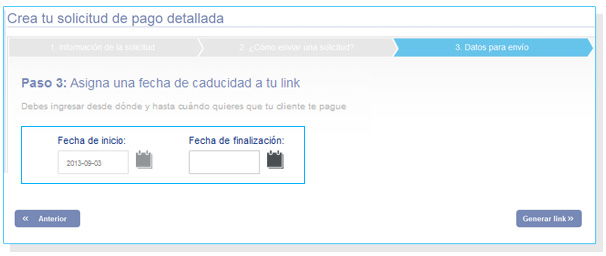 Crea tu solicitud de pago detallada
1. Información de la solicitud
2. ¿Cómo enviar una solicitud?
3. Datos para envío
Paso 3: Asigna una fecha de caducidad a tu link
Debes ingresar desde dónde y hasta cuándo quieres que tu cliente te pague
Fecha de inicio: Fecha de finalización:
2013-09-03
« Anterior
Generar link »